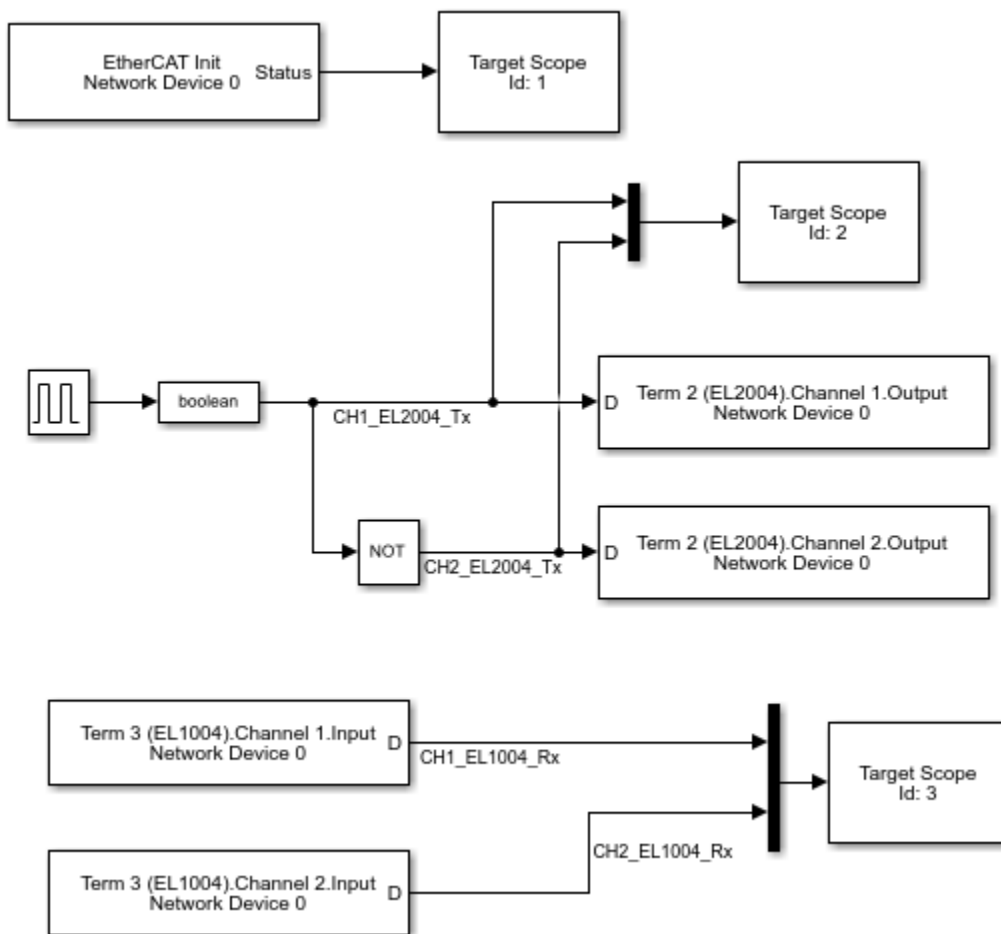 EtherCAT Init
Network Device 0
Status
Target Scope
Id: 1
Target Scope
Id: 2
boolean
CH1_EL2004_Tx
D
Term 2 (EL2004).Channel 1.Output
Network Device 0
NOT
CH2_EL2004_Tx
D
Term 2 (EL2004).Channel 2.Output
Network Device 0
Term 3 (EL1004).Channel 1.Input
Network Device 0
D
CH1_EL1004_Rx
Target Scope
Id: 3
Term 3 (EL1004).Channel 2.Input
Network Device 0
D
CH2_EL1004_Rx